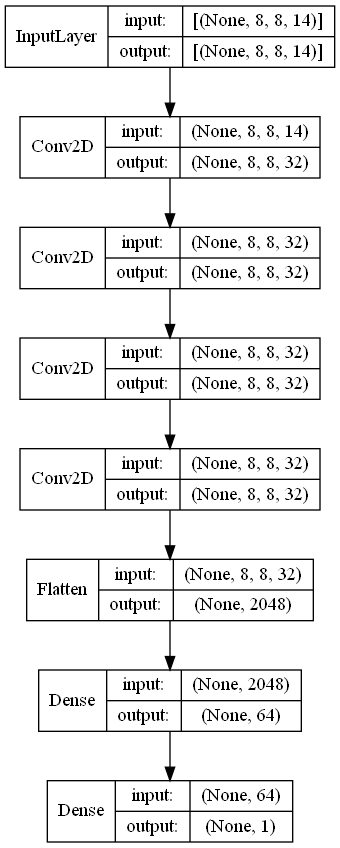 InputLayer input: [(None, 8, 8, 14)]
output: [(None, 8, 8, 14)]
Conv2D input: (None, 8, 8, 14)
output: (None, 8, 8, 32)
Conv2D input: (None, 8, 8, 32)
output: (None, 8, 8, 32)
Conv2D input: (None, 8, 8, 32)
output: (None, 8, 8, 32)
Conv2D input: (None, 8, 8, 32)
output: (None, 8, 8, 32)
Flatten input: (None, 8, 8, 32)
output: (None, 2048)
Dense input: (None, 2048)
output: (None, 64)
Dense input: (None, 64)
output: (None, 1)